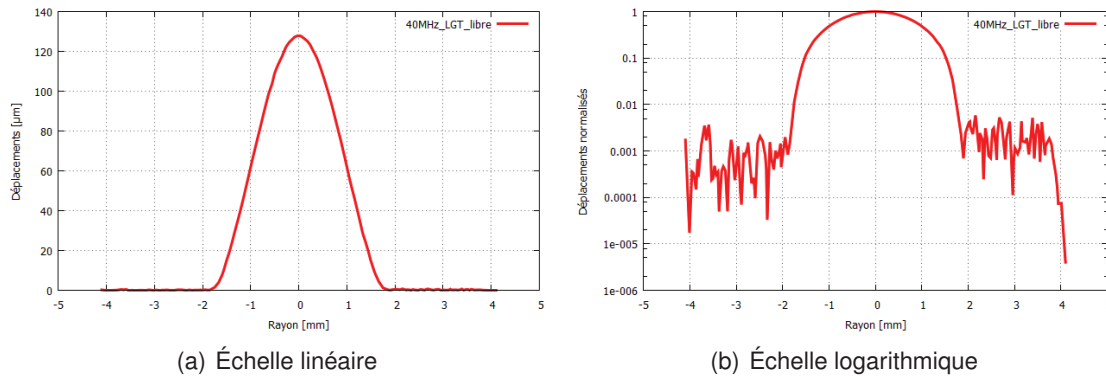 140
120
100
80
60
40
20
0
Déplacements [µm]
40MHz_LGT_libre
-5 -4 -3 -2 -1 0 1 2 3 4 5
Rayon [mm]
(a) Échelle linéaire
1
0.1
0.01
0.001
0.0001
1e-005
1e-006
Déplacements normalisés
40MHz_LGT_libre
-5 -4 -3 -2 -1 0 1 2 3 4 5
Rayon [mm]
(b) Échelle logarithmique